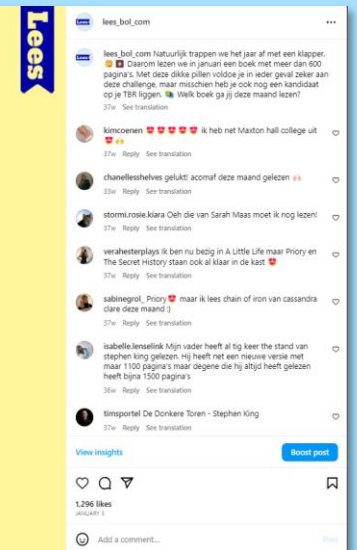 Lees
Lees
lees_bol_com
lees_bol_com Natuurlijk trappen we het jaar af met een klapper.
Daarom lezen we in januari een boek met meer dan 600
pagina's. Met deze dikke pillen voldoe je in ieder geval zeker aan
deze challenge, maar misschien heb je ook nog een kandidaat
op je TBR liggen. 📚 Welk boek ga jij deze maand lezen?
37w See translation
kimcoenen 😍 😍 😍 😍 😍 ik heb net Maxton hall college uit
😍 🙌
37w Reply See translation
chanellesshelves gelukt! acomaf deze maand gelezen 🙌
33w Reply See translation
stormi.rosie.kiara Oeh die van Sarah Maas moet ik nog lezen!
37w Reply See translation
verahesterplays Ik ben nu bezig in A Little Life maar Priory en
The Secret History staan ook al klaar in de kast 😍
37w Reply See translation
sabinegrol_ Priory😍 maar ik lees chain of iron van cassandra
clare deze maand :)
37w Reply See translation
isabelle.lenselink Mijn vader heeft al tig keer the stand van
stephen king gelezen. Hij heeft net een nieuwe versie met
maar 1100 pagina's maar degene die hij altijd heeft gelezen
heeft bijna 1500 pagina's
36w Reply See translation
timsportel De Donkere Toren - Stephen King
37w Reply See translation
View insights
Boost post
1,296 likes
JANUARY 3
Add a comment...
Post